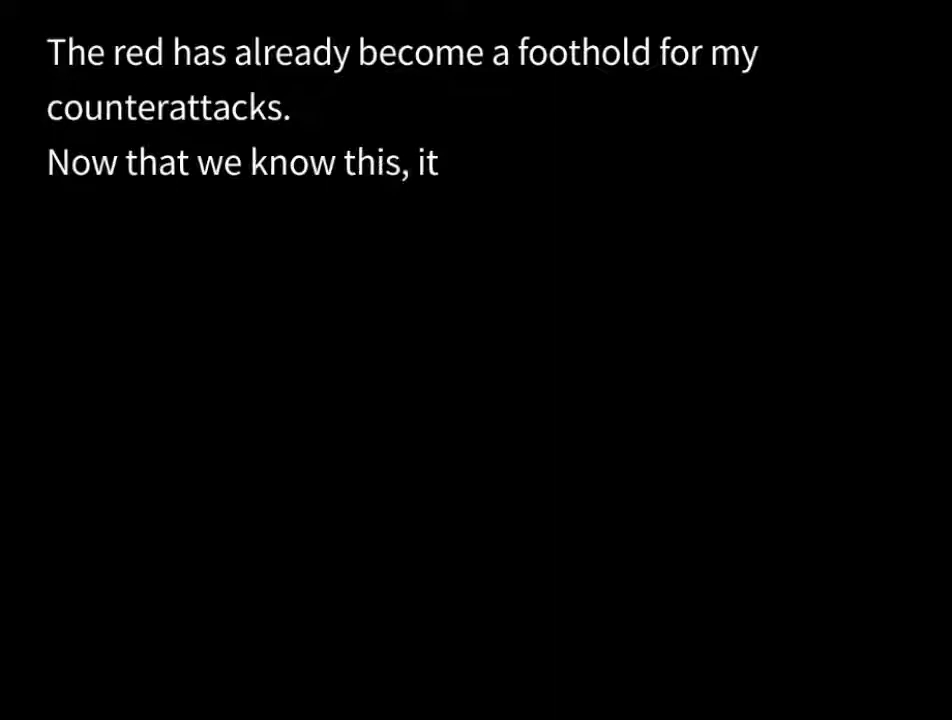 The red has already become a foothold for my
counterattacks.
Now that we know this, it